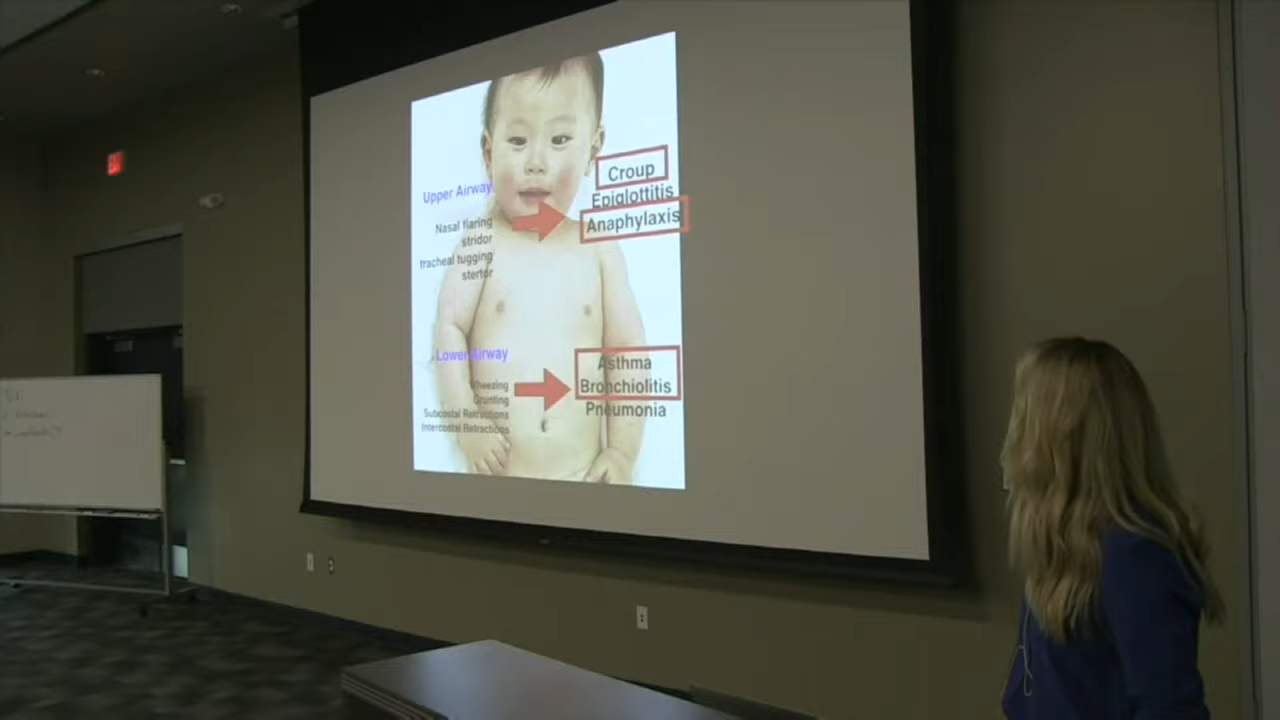 Upper Airway
Nasal flaring
stridor
tracheal tugging
stertor
Croup
Epiglottitis
Anaphylaxis
Lower Airway
Wheezing
Grunting
Subcostal Retractions
Intercostal Retractions
Asthma
Bronchiolitis
Pneumonia